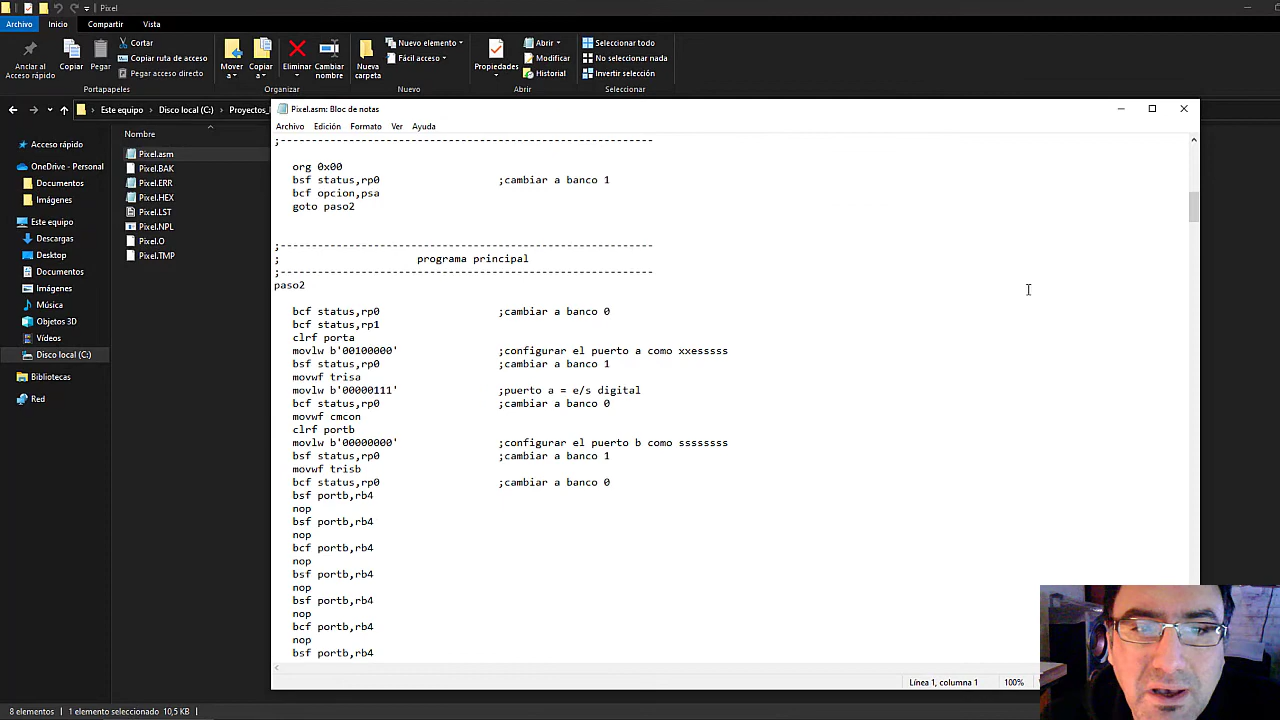 Pixel
Archivo Inicio Compartir Vista
Anclar al Acceso rápido
Copiar
Pegar
Cortar
Copiar ruta de acceso
Pegar acceso directo
Portapapeles
Mover a
Copiar a
Eliminar
Cambiar nombre
Organizar
Nueva carpeta
Nuevo elemento
Fácil acceso
Nuevo
Propiedades
Abrir
Modificar
Historial
Abrir
Seleccionar todo
No seleccionar nada
Invertir selección
Seleccionar
Este equipo > Disco local (C:) > Proyectos_
Nombre
Acceso rápido
OneDrive - Personal
Documentos
Imágenes
Este equipo
Descargas
Desktop
Documentos
Imágenes
Música
Objetos 3D
Vídeos
Disco local (C:)
Bibliotecas
Red
Pixel.asm
Pixel.BAK
Pixel.ERR
Pixel.HEX
Pixel.LST
Pixel.NPL
Pixel.O
Pixel.TMP
Pixel.asm: Bloc de notas
Archivo Edición Formato Ver Ayuda
;------------------------------------------------------------
org 0x00
bsf status,rp0 ;cambiar a banco 1
bcf opcion,psa
goto paso2
;------------------------------------------------------------
; programa principal
;------------------------------------------------------------
paso2
bcf status,rp0 ;cambiar a banco 0
bcf status,rp1
clrf porta
movlw b'00100000' ;configurar el puerto a como xxesssss
bsf status,rp0 ;cambiar a banco 1
movwf trisa
movlw b'00000111' ;puerto a = e/s digital
bcf status,rp0 ;cambiar a banco 0
movwf cmcon
clrf portb
movlw b'00000000' ;configurar el puerto b como ssssssss
bsf status,rp0 ;cambiar a banco 1
movwf trisb
bcf status,rp0 ;cambiar a banco 0
bsf portb,rb4
nop
bsf portb,rb4
nop
bcf portb,rb4
nop
bsf portb,rb4
nop
bsf portb,rb4
nop
bcf portb,rb4
nop
bsf portb,rb4
Línea 1, columna 1 100%
8 elementos 1 elemento seleccionado 10,5 KB